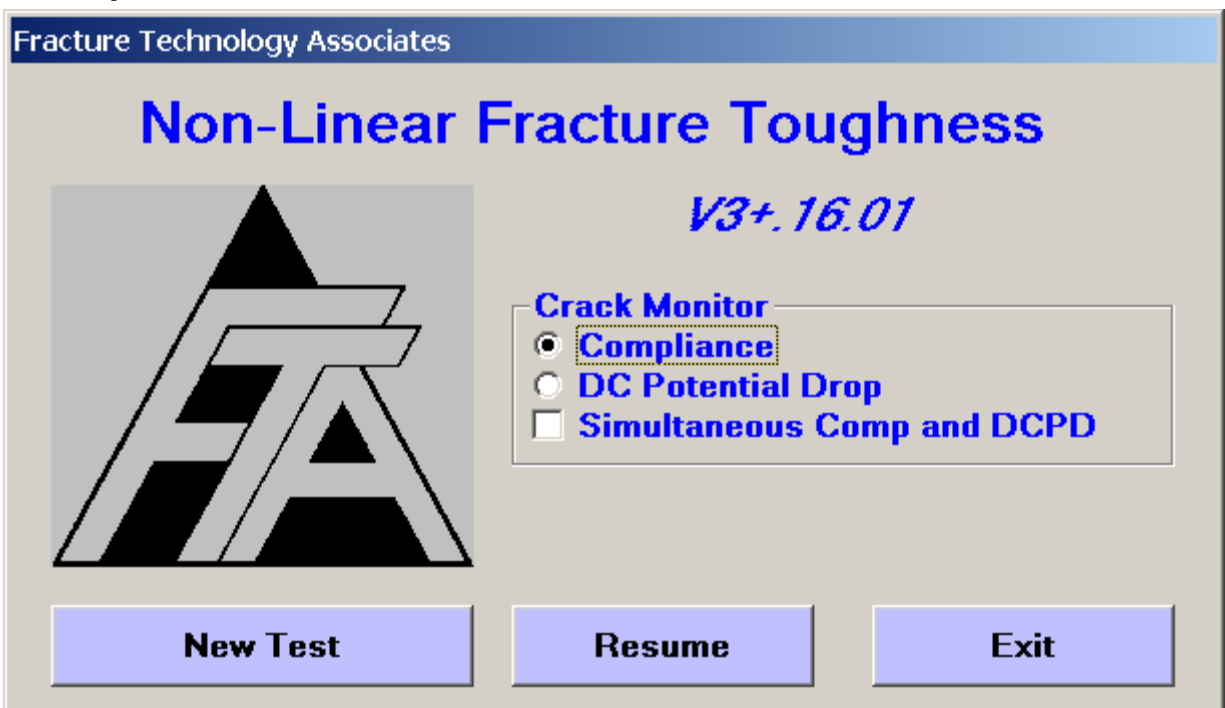 Fracture Technology Associates
Non-Linear Fracture Toughness
V3+.16.01
FTA
Crack Monitor
Compliance
DC Potential Drop
Simultaneous Comp and DCPD
New Test
Resume
Exit